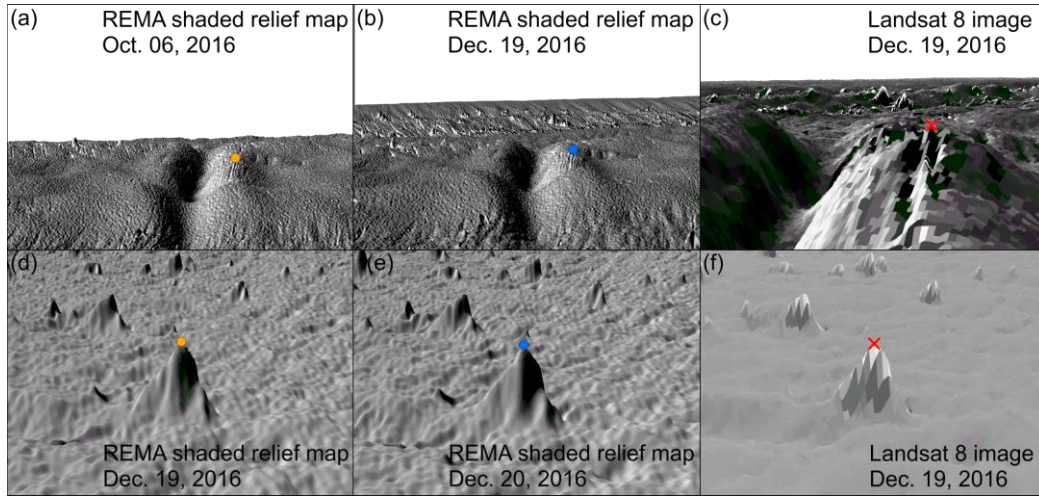 (a) REMA shaded relief map
Oct. 06, 2016
(b) REMA shaded relief map
Dec. 19, 2016
(c) Landsat 8 image
Dec. 19, 2016
(d)
REMA shaded relief map
Dec. 19, 2016
(e)
REMA shaded relief map
Dec. 20, 2016
(f)
Landsat 8 image
Dec. 19, 2016